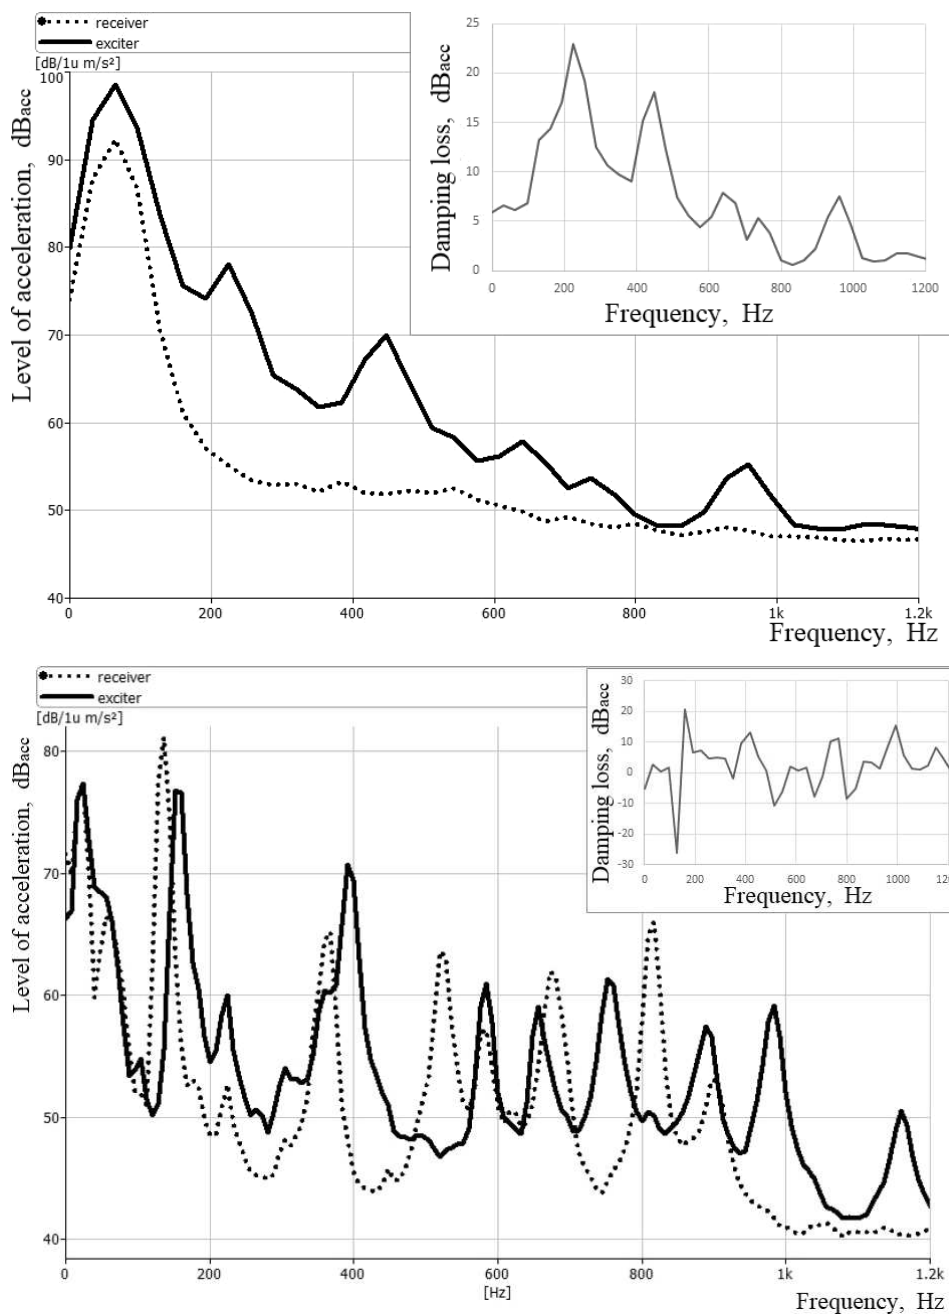 receiver
exciter
[dB/1u m/s²]
Level of acceleration, dBacc
100
90
80
70
60
50
40
0 200 400 600 800 1k 1.2k
Frequency, Hz
Damping loss, dBacc
25
20
15
10
5
0
0 200 400 600 800 1000 1200
Frequency, Hz
receiver
exciter
[dB/1u m/s²]
Level of acceleration, dBacc
80
70
60
50
40
0 200 400 600 800 1k 1.2k
[Hz]
Frequency, Hz
Damping loss, dBacc
30
20
10
0
-10
-20
-30
0 200 400 600 800 1000
Frequency, Hz